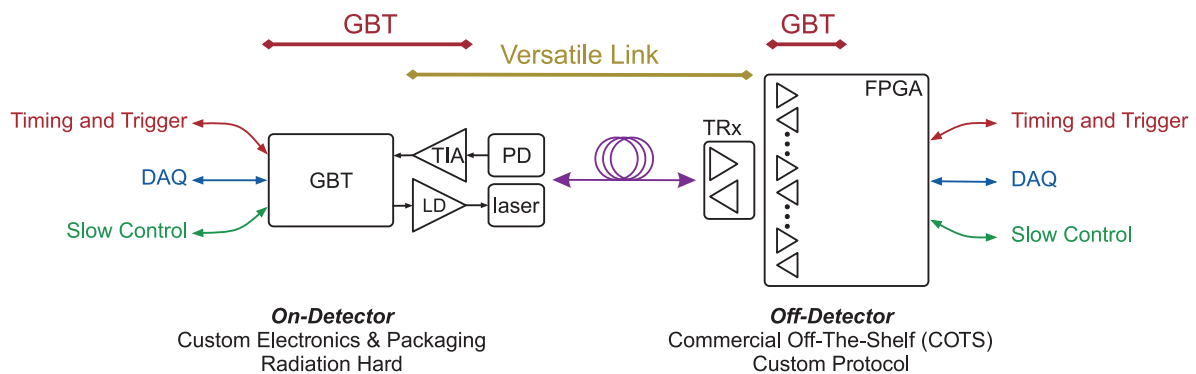 GBT
GBT
Versatile Link
FPGA
Timing and Trigger
TRx
Timing and Trigger
TIA
PD
GBT
DAQ
DAQ
LD
laser
Slow Control
Slow Control
On-Detector
Custom Electronics & Packaging
Radiation Hard
Off-Detector
Commercial Off-The-Shelf (COTS)
Custom Protocol